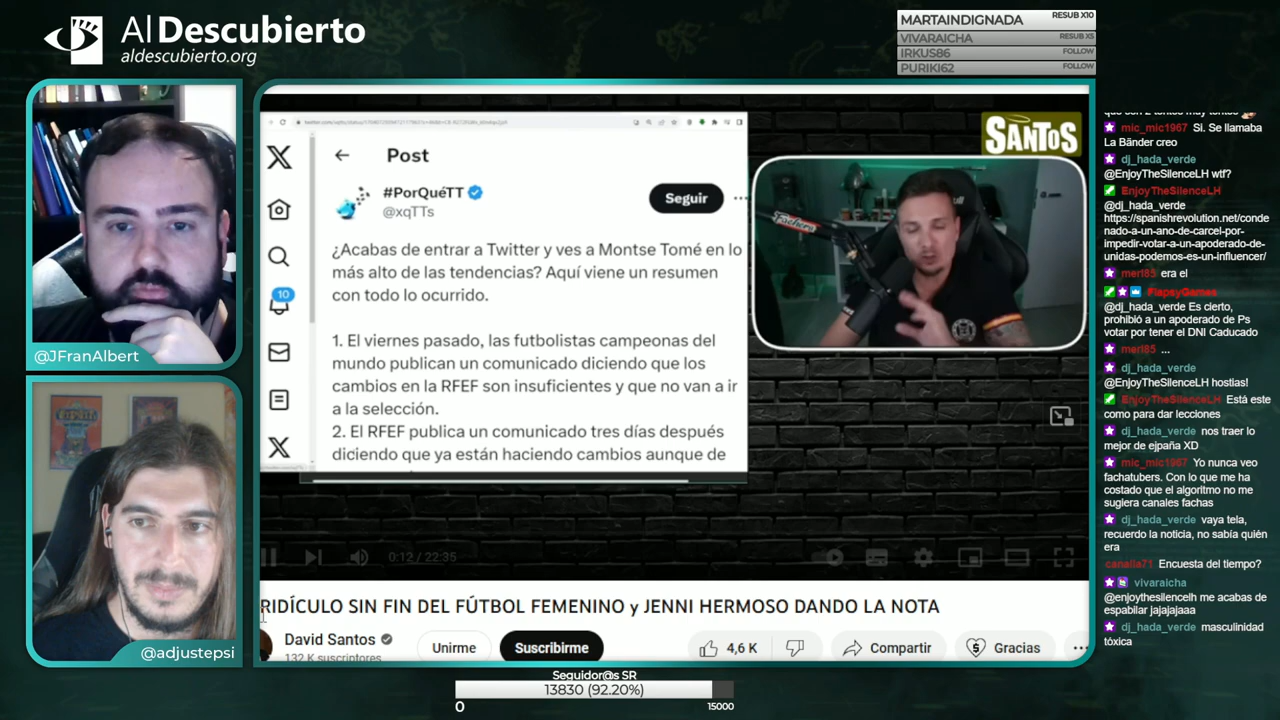 Al Descubierto
aldescubierto.org
MARTAINDIGNADA RESUB X10
VIVARAICHA RESUB X5
IRKUS86 FOLLOW
PURIKI62 FOLLOW
@JFranAlbert
@adjustepsi
Post
#PorQuéTT
@xqTTs
Seguir
10
¿Acabas de entrar a Twitter y ves a Montse Tomé en lo
más alto de las tendencias? Aquí viene un resumen
con todo lo ocurrido.
1. El viernes pasado, las futbolistas campeonas del
mundo publican un comunicado diciendo que los
cambios en la RFEF son insuficientes y que no van a ir
a la selección.
2. El RFEF publica un comunicado tres días después
diciendo que ya están haciendo cambios aunque de
SANTOS
0:12 / 22:35
RIDÍCULO SIN FIN DEL FÚTBOL FEMENINO y JENNI HERMOSO DANDO LA NOTA
David Santos
132 K suscriptores
Unirme
Suscribirme
4,6 K
Compartir
Gracias
mic_mic1967 Si. Se llamaba
La Bänder creo
dj_hada_verde
@EnjoyTheSilenceLH wtf?
EnjoyTheSilenceLH
@dj_hada_verde
https://spanishrevolution.net/conde
nado-a-un-ano-de-carcel-por-
impedir-votar-a-un-apoderado-de-
unidas-podemos-es-un-influencer/
merl85 era el
FlapsyGames
@dj_hada_verde Es cierto,
prohibió a un apoderado de Ps
votar por tener el DNI Caducado
merl85 ...
dj_hada_verde
@EnjoyTheSilenceLH hostias!
EnjoyTheSilenceLH Está este
como para dar lecciones
dj_hada_verde nos traer lo
mejor de ejpaña XD
mic_mic1967 Yo nunca veo
fachatubers. Con lo que me ha
costado que el algoritmo no me
sugiera canales fachas
dj_hada_verde vaya tela,
recuerdo la noticia, no sabía quién
era
canalla71 Encuesta del tiempo?
vivaraicha
@enjoythesilencelh me acabas de
espabilar jajajajaaa
dj_hada_verde masculinidad
tóxica
Seguidor@s SR
13830 (92.20%)
0
15000